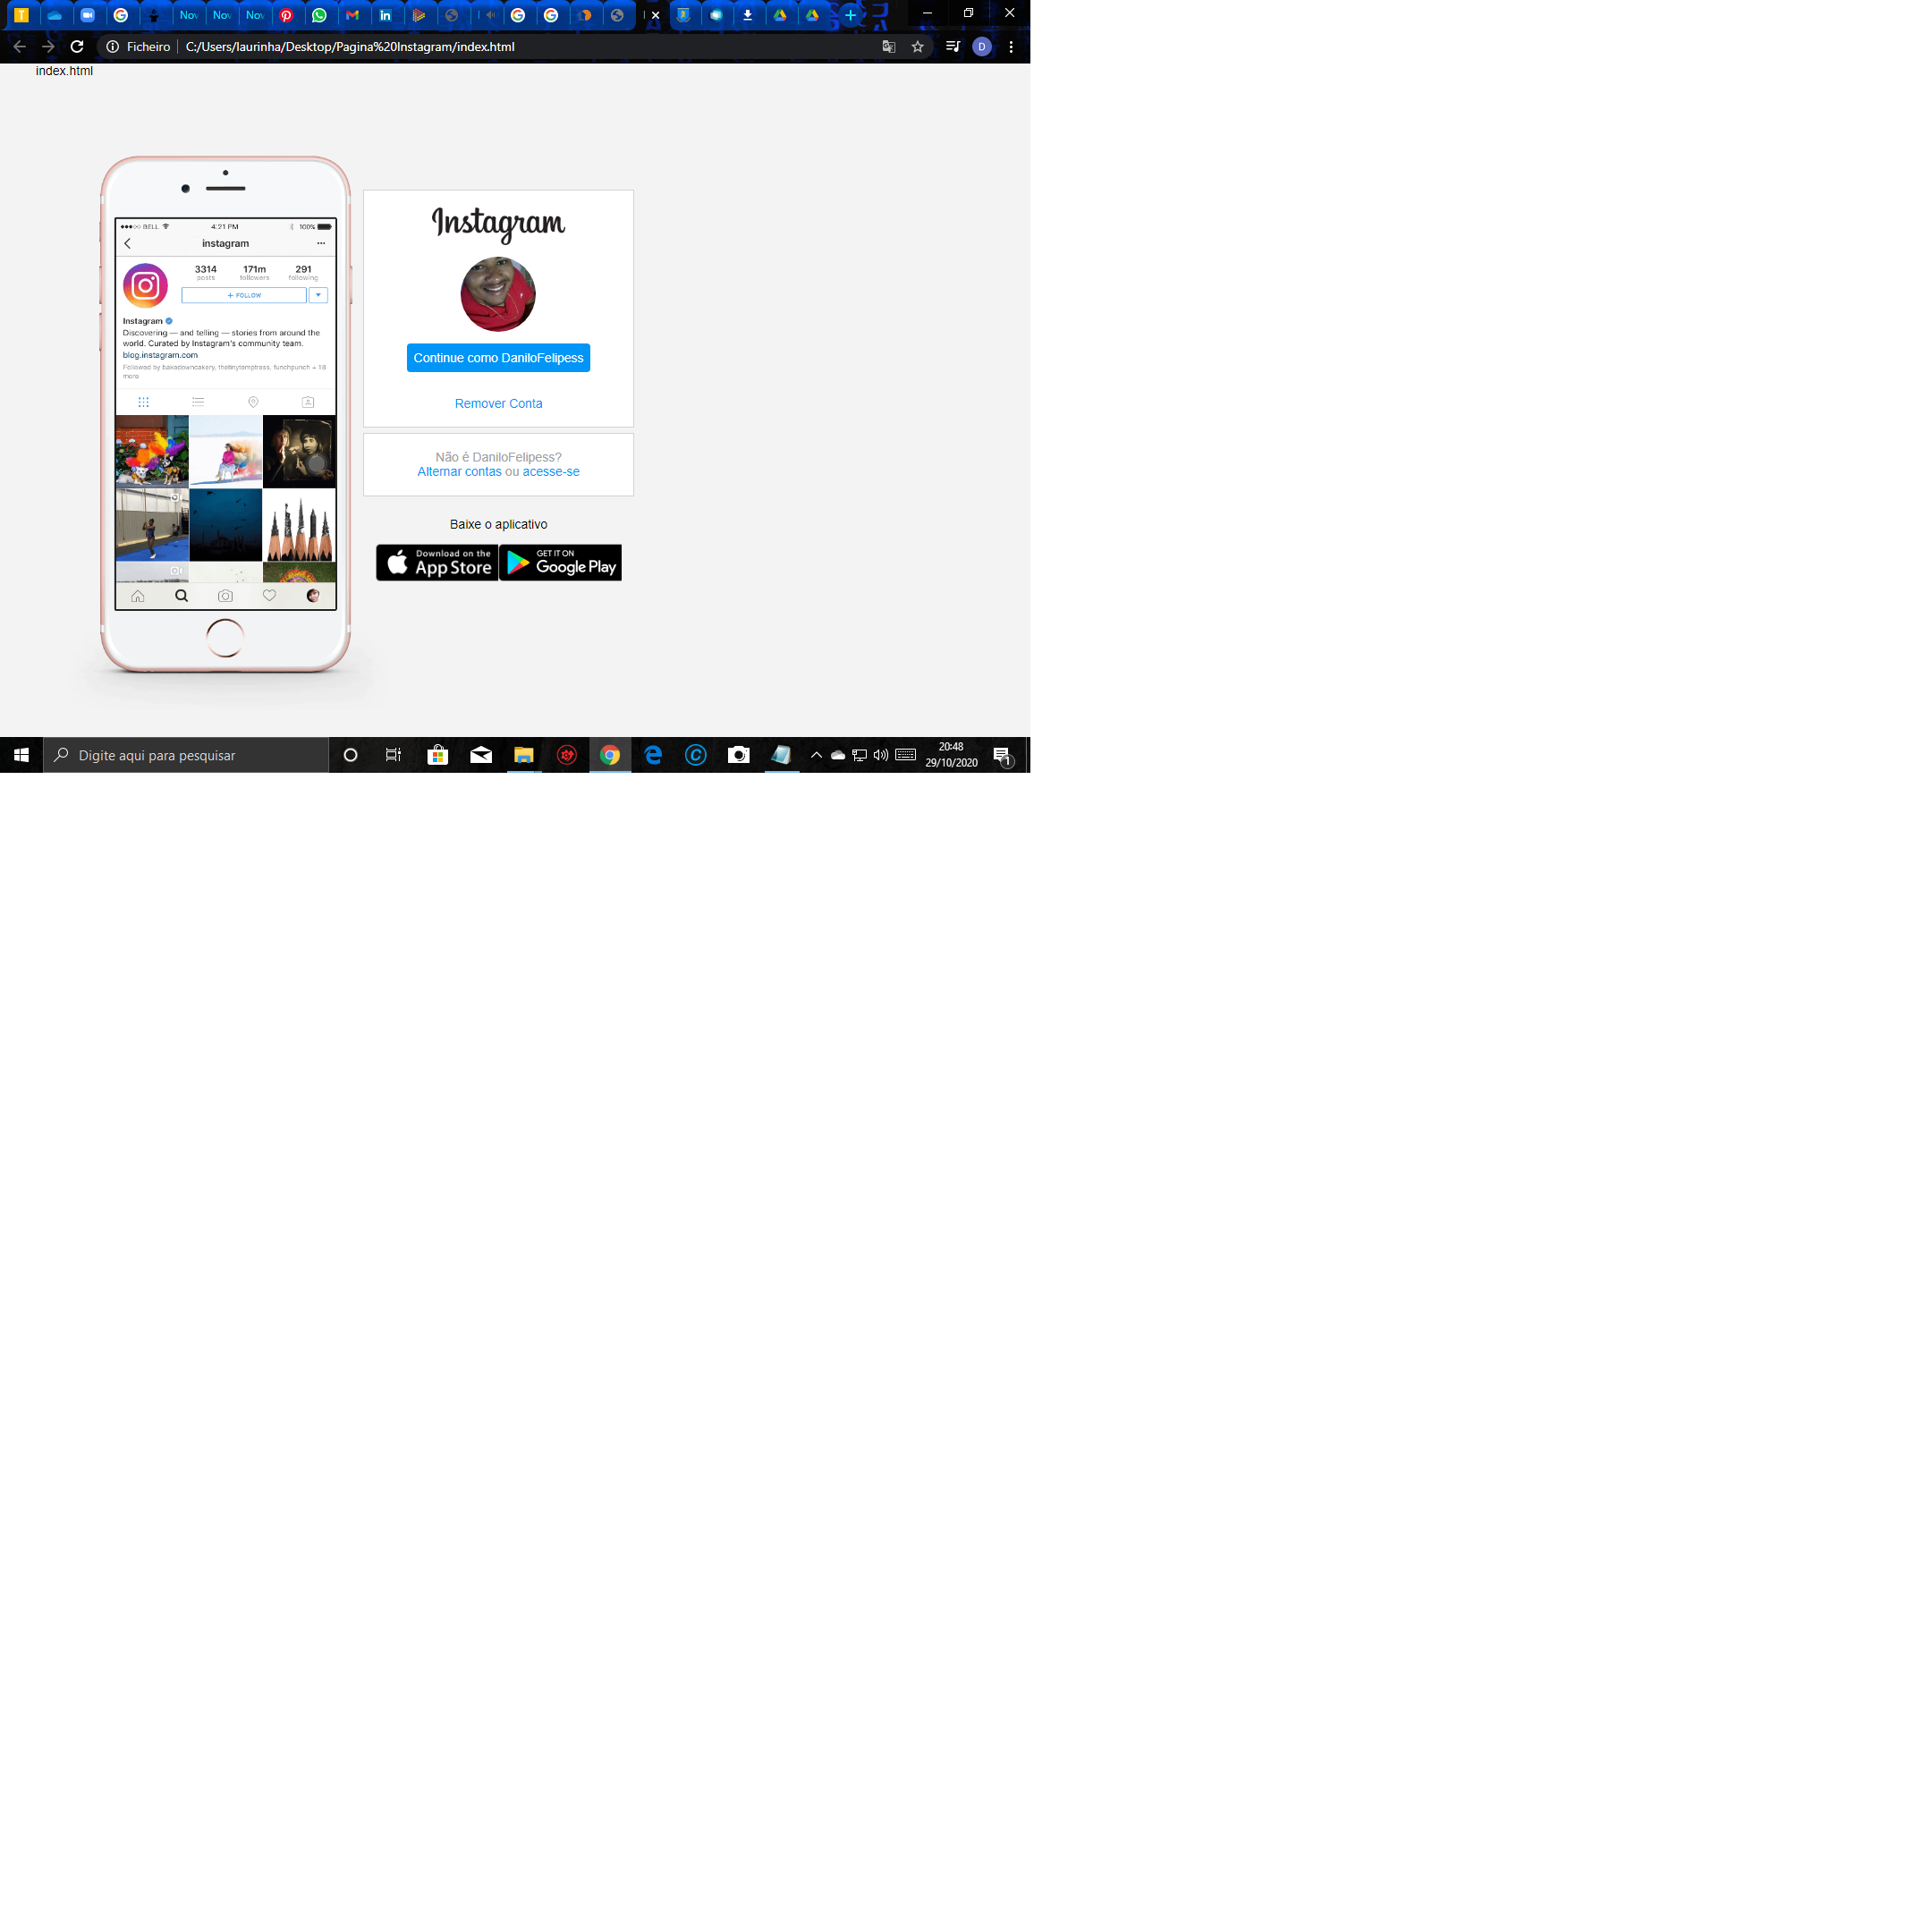 Nov
Nov
Nov
Ficheiro
C:/Users/laurinha/Desktop/Pagina%20Instagram/index.html
D
index.html
BELL
4:21 PM
100%
instagram
3314
171m
291
posts
followers
following
+ FOLLOW
Instagram
Discovering — and telling — stories from around the
world. Curated by Instagram's community team.
blog.instagram.com
Followed by bakedowncakery, thetinytemptress, funchpunch + 18
more
Instagram
Continue como DaniloFelipess
Remover Conta
Não é DaniloFelipess?
Alternar contas ou acesse-se
Baixe o aplicativo
Download on the
App Store
GET IT ON
Google Play
Digite aqui para pesquisar
20:48
29/10/2020
1